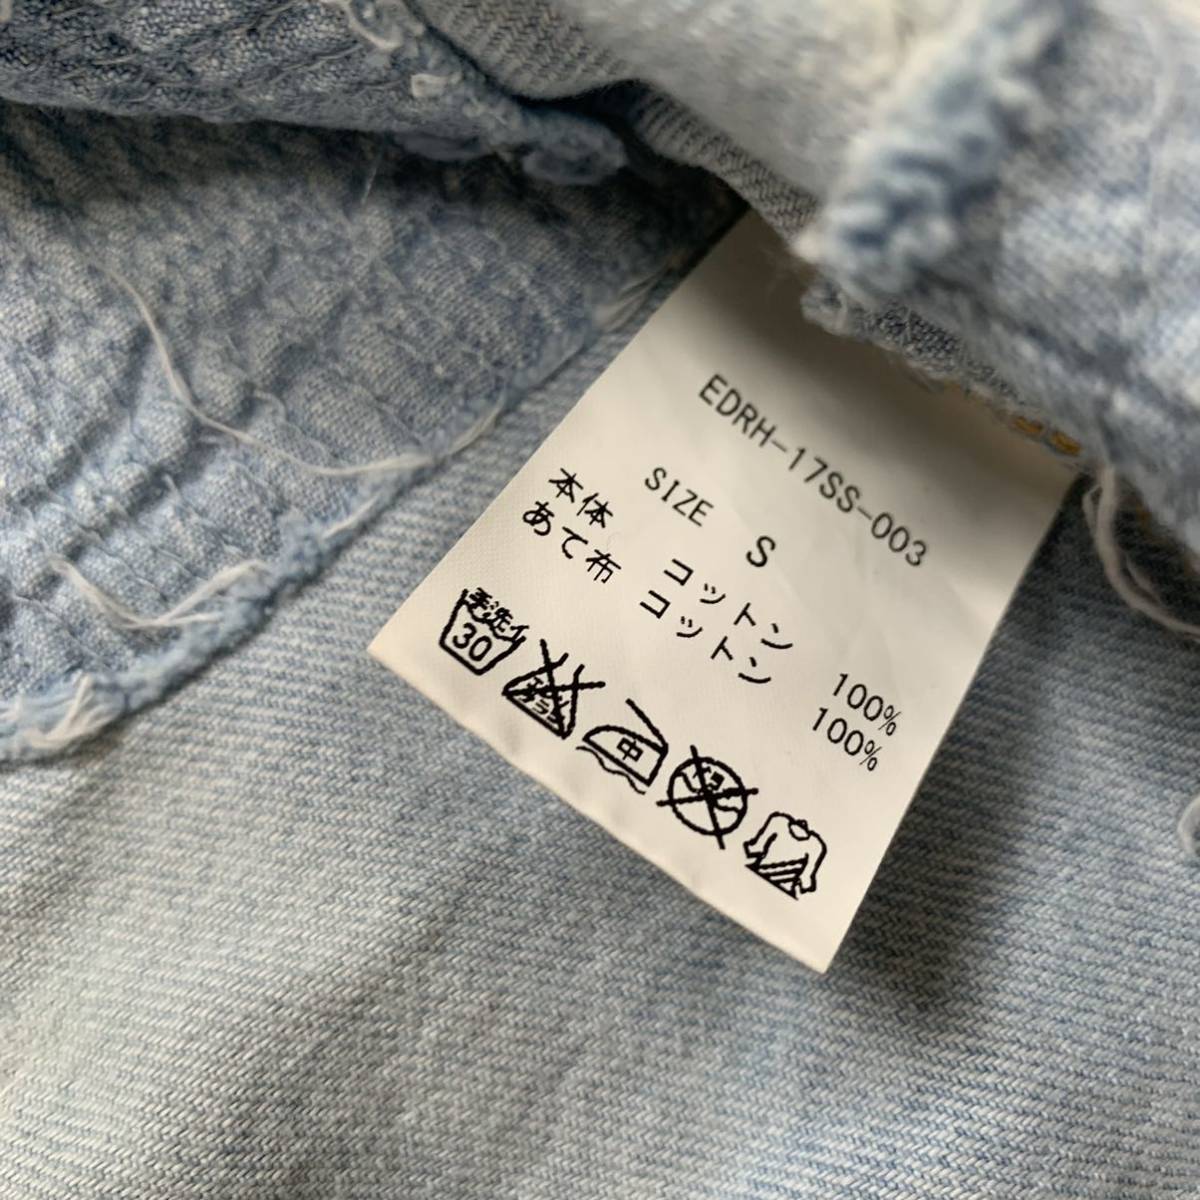 EDRH-17SS-003
SIZE S
本体 コットン 100%
あて布 コットン 100%
手洗イ 30
中